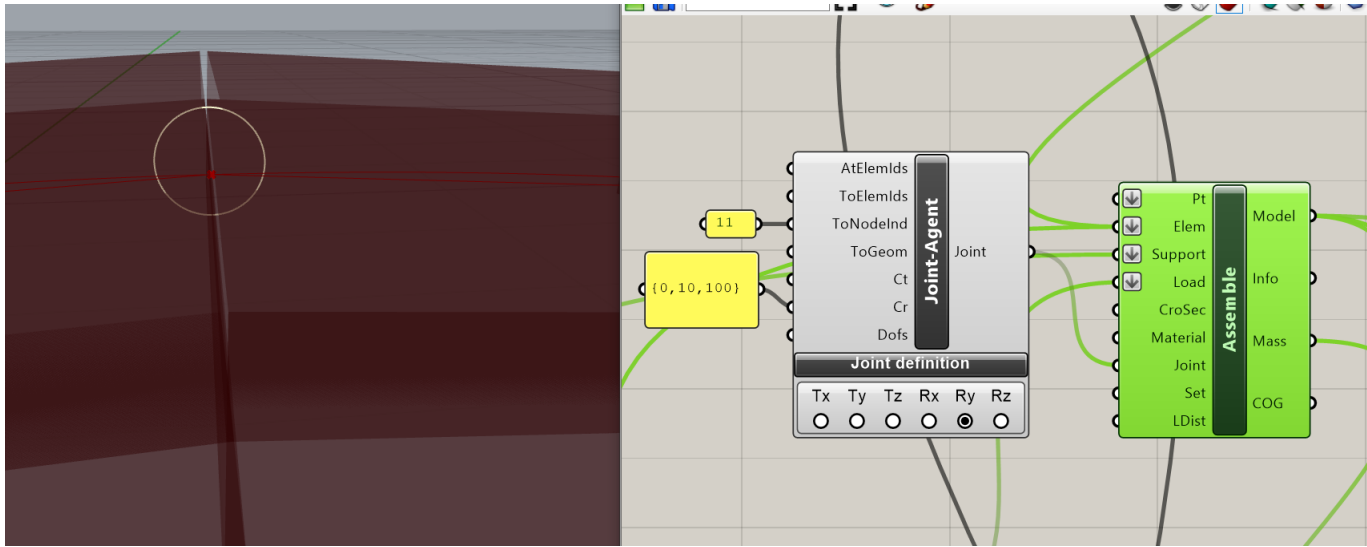 AtElemIds
ToElemIds
ToNodeInd
ToGeom
Ct
Cr
Dofs
Joint-Agent
Joint
Joint definition
Tx Ty Tz Rx Ry Rz
11
{0,10,100}
Pt
Elem
Support
Load
CroSec
Material
Joint
Set
LDist
Assemble
Model
Info
Mass
COG